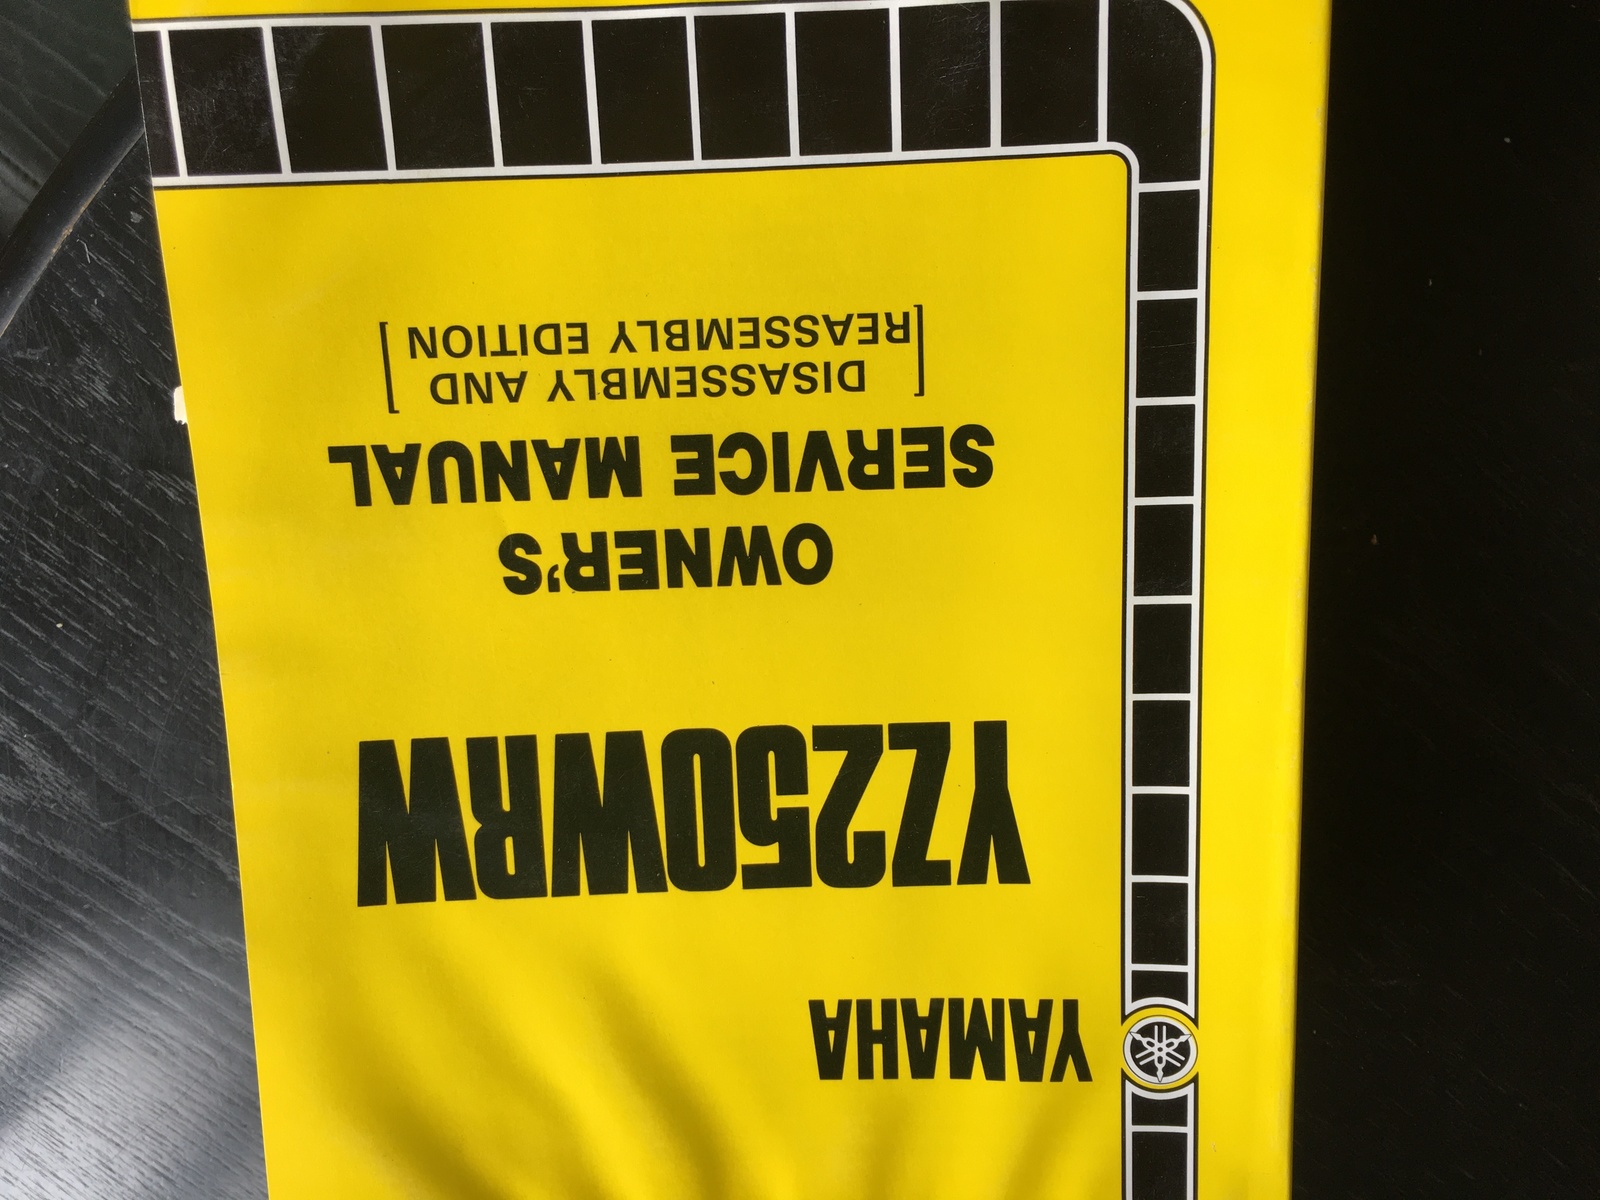 YAMAHA
YZ250WRW
OWNER'S
SERVICE MANUAL
[DISASSEMBLY AND]
[REASSEMBLY EDITION]